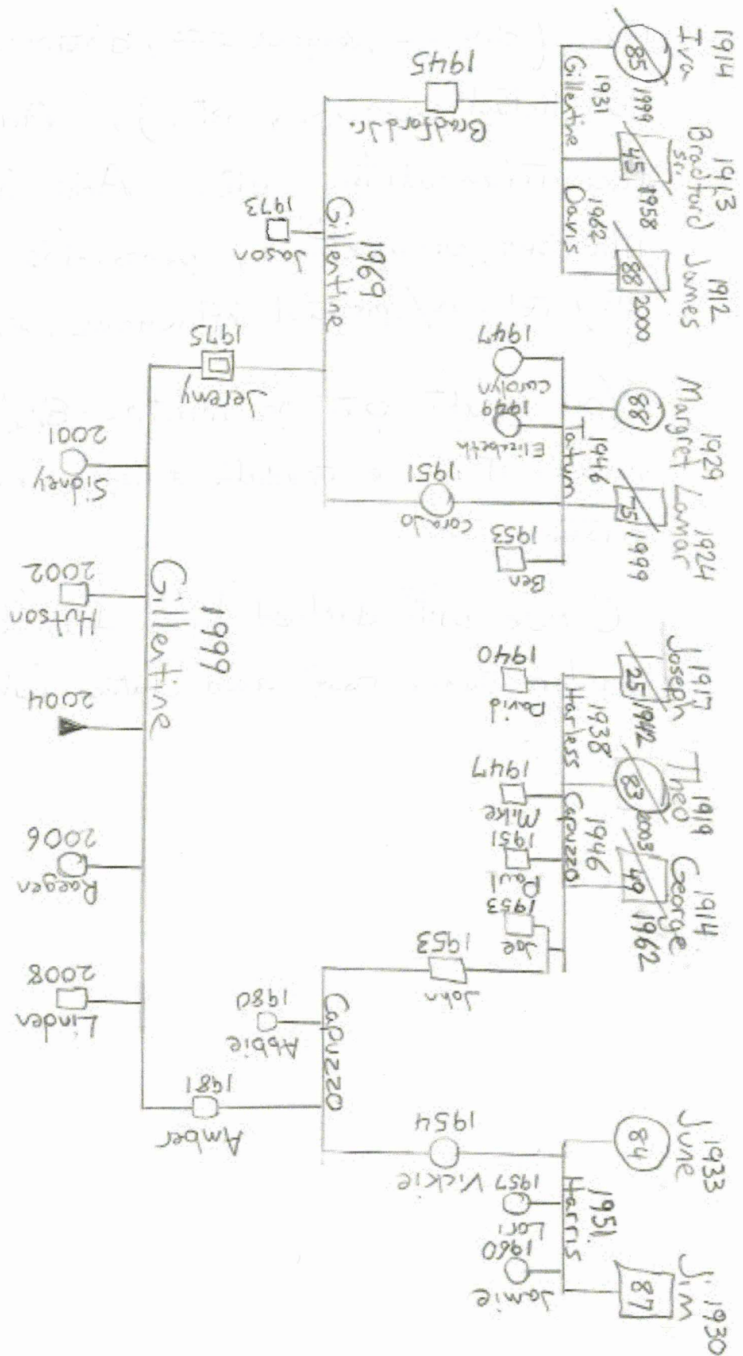 1914
Iva
85
1999
Gillentine
1931
1913
Bradford
Sr.
45
1958
Davis
1962
1912
James
88
2000
1929
Margret
88
Tatum
1946
1924
Lamar
75
1999
1917
Joseph
25
1942
Harless
1938
1919
Theo
83
2003
Capuzzo
1946
1914
George
49
1962
1933
June
84
Harris
1951
1930
Jim
87
1945
Bradford Jr.
1947
Carolyn
1949
Elizabeth
1951
Cora Jo
1953
Ben
1940
David
1947
Mike
1951
Paul
1953
Joe
1953
John
1954
Vickie
1957
Lori
1960
Jamie
Gillentine
1969
1973
Jason
1975
Jeremy
Capuzzo
1980
Abbie
1981
Amber
Gillentine
1999
2001
Sidney
2002
Hutson
2004
2006
Raegen
2008
Linden